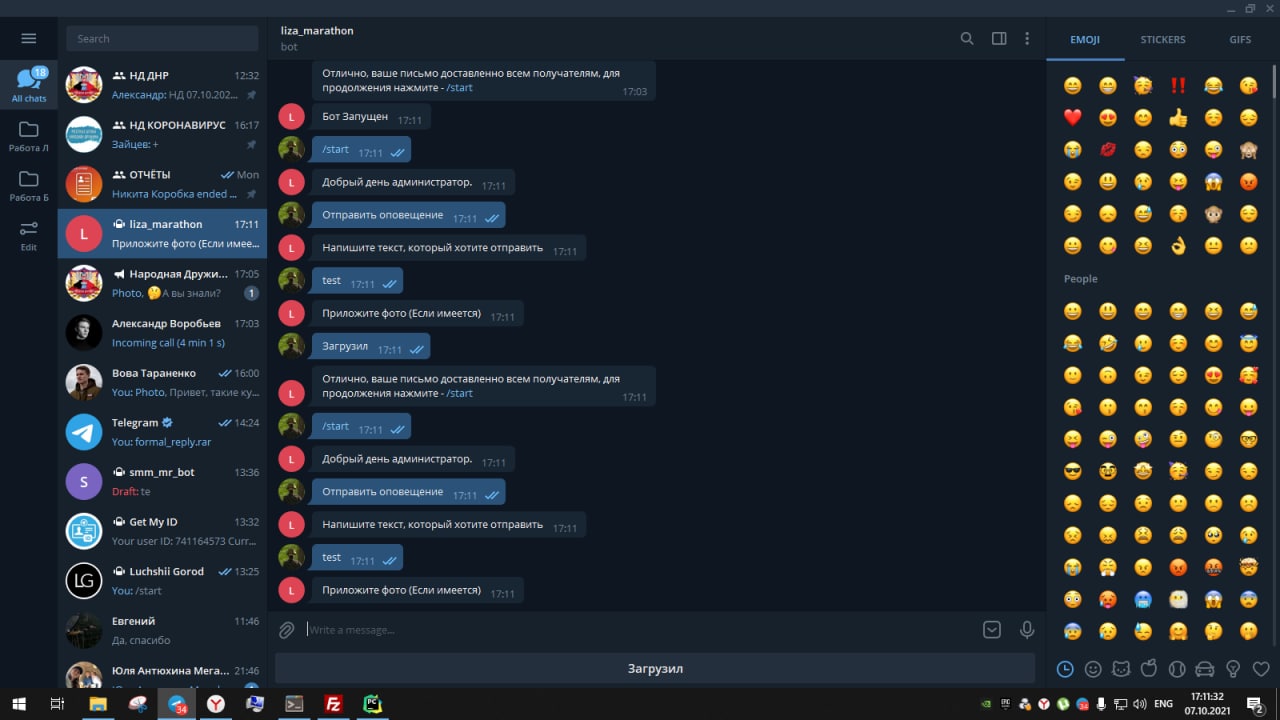 Search
18
All chats
Работа Л
Работа Б
Edit
НД ДНР 12:32
Александр: НД 07.10.202...
НД КОРОНАВИРУС 16:17
Зайцев: +
ОТЧЁТЫ Mon
Никита Коробка ended ...
L
liza_marathon 17:11
Приложите фото (Если имее...
Народная Дружи... 17:05
Photo, 🤔А вы знали? 1
Александр Воробьев 17:03
Incoming call (4 min 1 s)
Вова Тараненко 16:00
You: Photo, Привет, такие ку...
Telegram 14:24
You: formal_reply.rar
S
smm_mr_bot 13:36
Draft: te
Get My ID 13:32
Your user ID: 741164573 Curr...
LG
Luchshii Gorod 13:25
You: /start
Евгений 11:46
Да, спасибо
Юля Антюхина Мега... 21:46
liza_marathon
bot
Отлично, ваше письмо доставленно всем получателям, для
продолжения нажмите - /start 17:03
L Бот Запущен 17:11
/start 17:11
L Добрый день администратор. 17:11
Отправить оповещение 17:11
L Напишите текст, который хотите отправить 17:11
test 17:11
L Приложите фото (Если имеется) 17:11
Загрузил 17:11
Отлично, ваше письмо доставленно всем получателям, для
L продолжения нажмите - /start 17:11
/start 17:11
L Добрый день администратор. 17:11
Отправить оповещение 17:11
L Напишите текст, который хотите отправить 17:11
test 17:11
L Приложите фото (Если имеется) 17:11
Write a message...
Загрузил
EMOJI STICKERS GIFS
People
34
Y
FZ
PC
34
ENG
17:11:32
07.10.2021
2